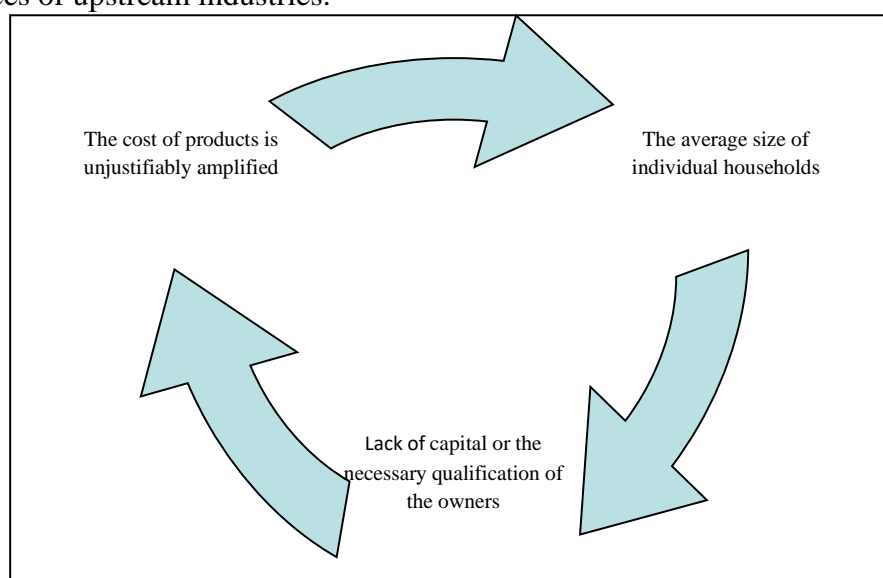 ces of upstream industries.
The cost of products is
unjustifiably amplified
The average size of
individual households
Lack of capital or the
necessary qualification of
the owners